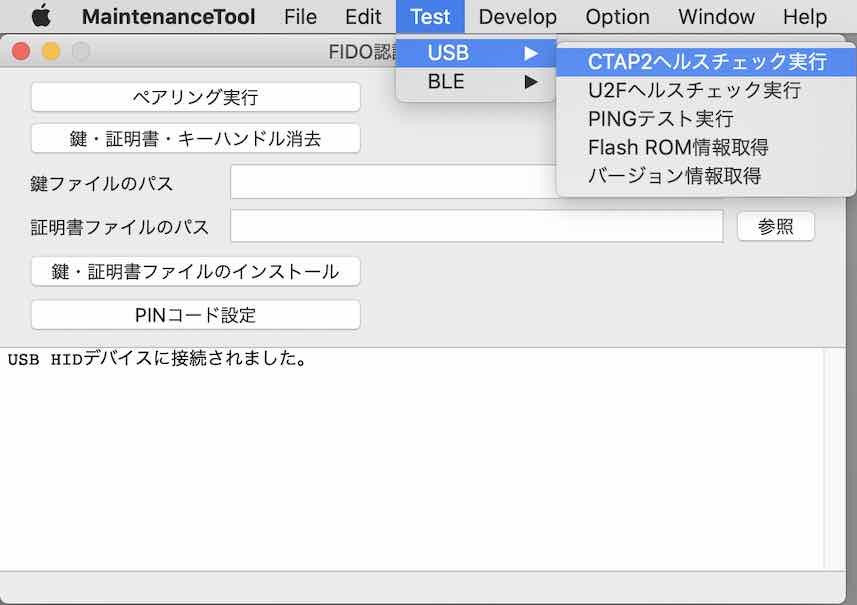 MaintenanceTool File Edit Test Develop Option Window Help
FIDO認
USB
BLE
CTAP2ヘルスチェック実行
U2Fヘルスチェック実行
PINGテスト実行
Flash ROM情報取得
バージョン情報取得
ペアリング実行
鍵・証明書・キーハンドル消去
鍵ファイルのパス
証明書ファイルのパス
参照
鍵・証明書ファイルのインストール
PINコード設定
USB HIDデバイスに接続されました。